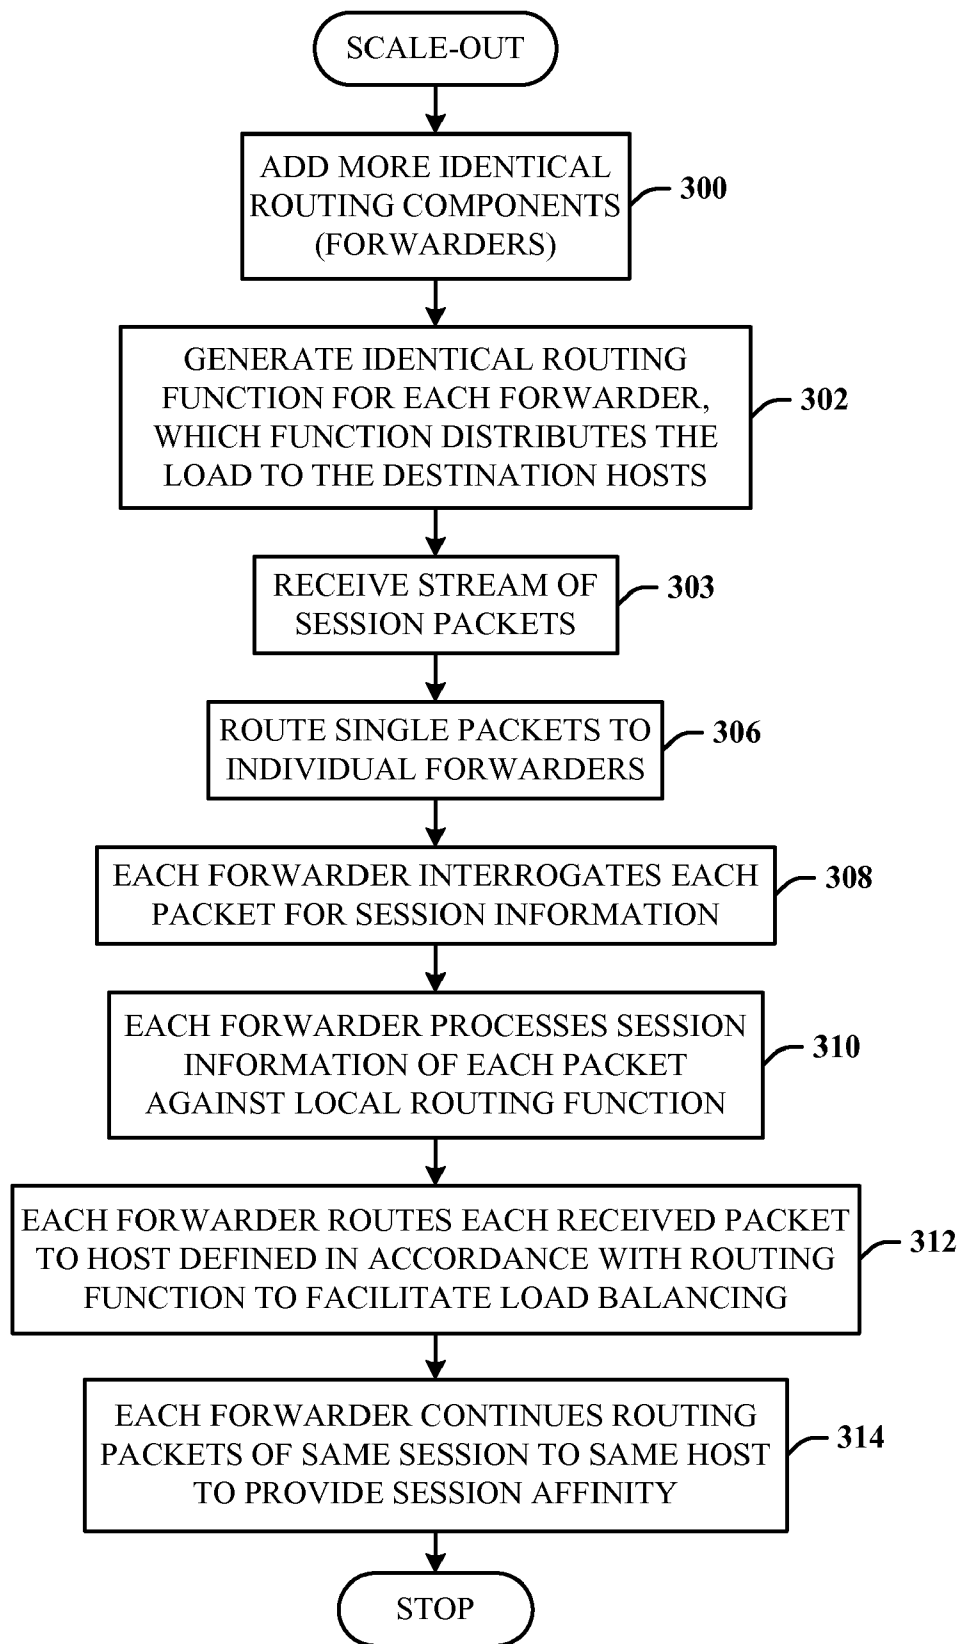 SCALE-OUT
ADD MORE IDENTICAL
ROUTING COMPONENTS
(FORWARDERS)
300
GENERATE IDENTICAL ROUTING
FUNCTION FOR EACH FORWARDER,
WHICH FUNCTION DISTRIBUTES THE
LOAD TO THE DESTINATION HOSTS
302
RECEIVE STREAM OF
SESSION PACKETS
303
ROUTE SINGLE PACKETS TO
INDIVIDUAL FORWARDERS
306
EACH FORWARDER INTERROGATES EACH
PACKET FOR SESSION INFORMATION
308
EACH FORWARDER PROCESSES SESSION
INFORMATION OF EACH PACKET
AGAINST LOCAL ROUTING FUNCTION
310
EACH FORWARDER ROUTES EACH RECEIVED PACKET
TO HOST DEFINED IN ACCORDANCE WITH ROUTING
FUNCTION TO FACILITATE LOAD BALANCING
312
EACH FORWARDER CONTINUES ROUTING
PACKETS OF SAME SESSION TO SAME HOST
TO PROVIDE SESSION AFFINITY
314
STOP